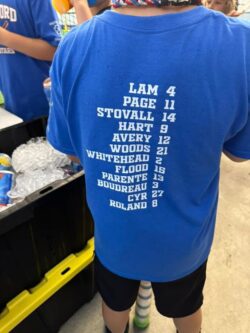 LAM 4
PAGE 11
STOVALL 14
HART 9
AVERY 12
WOODS 21
WHITEHEAD 2
FLOOD 18
PARENTE 13
BOUDREAU 3
CYR 27
ROLAND 8